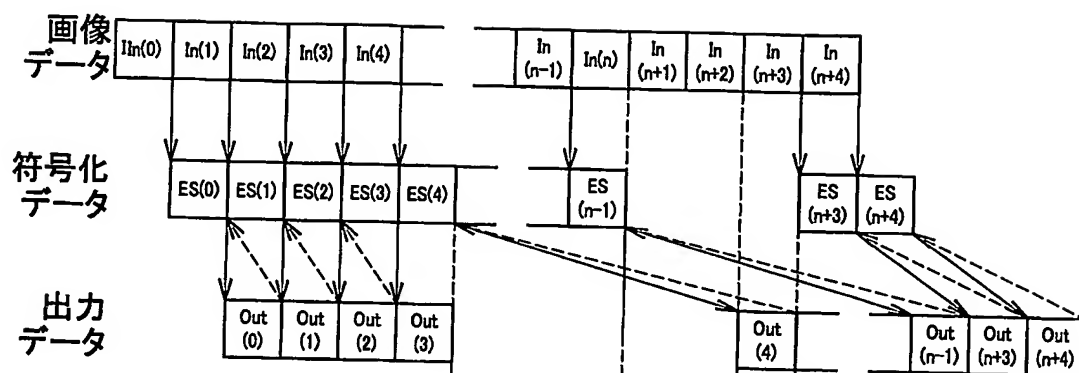 画像
データ
IIn(0) In(1) In(2) In(3) In(4) In (n-1) In(n) In (n+1) In (n+2) In (n+3) In (n+4)
符号化
データ
ES(0) ES(1) ES(2) ES(3) ES(4) ES (n-1) ES (n+3) ES (n+4)
出力
データ
Out (0) Out (1) Out (2) Out (3) Out (4) Out (n-1) Out (n+3) Out (n+4)